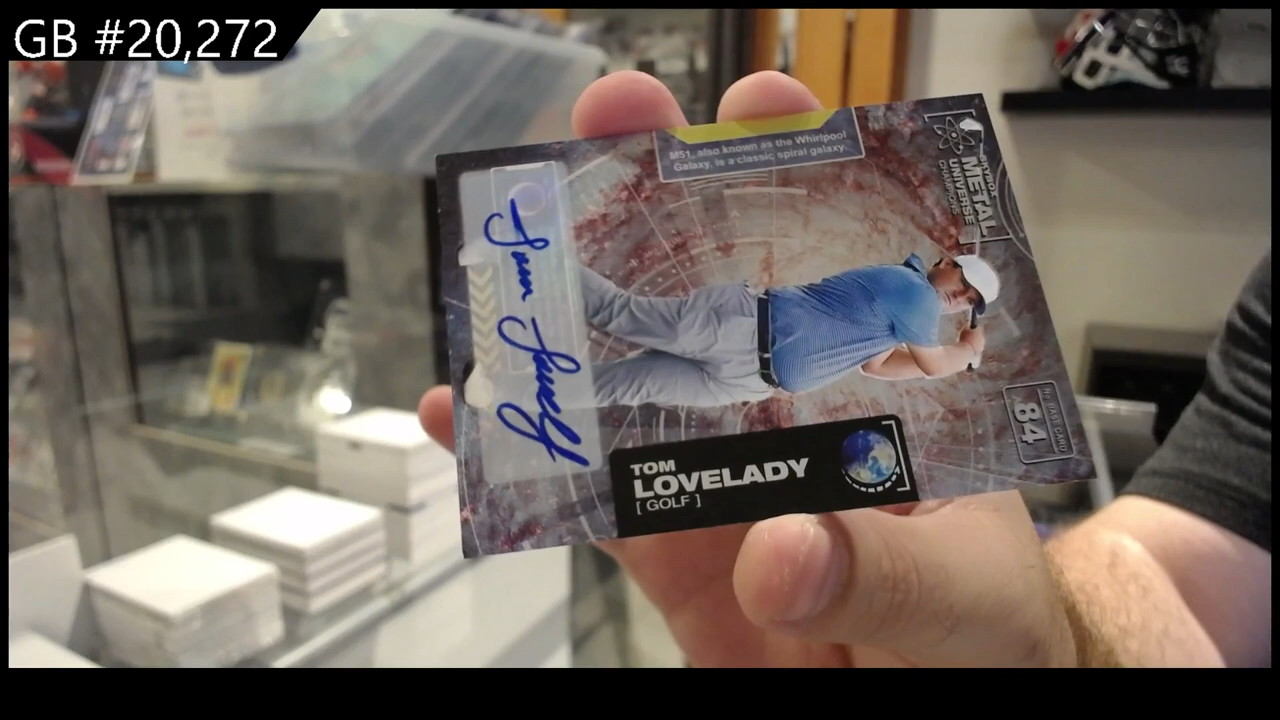 GB #20,272
M51, also known as the Whirlpool
Galaxy, is a classic spiral galaxy.
SKYBOX
METAL
UNIVERSE
CHAMPIONS
84
TOM
LOVELADY
[ GOLF ]